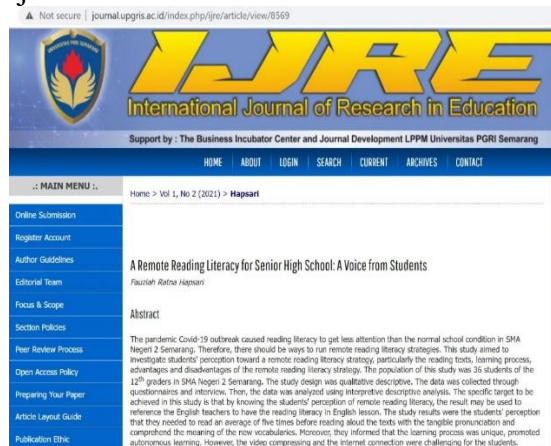 Not secure | journal.upgris.ac.id/index.php/ijre/article/view/8569
IJRE
International Journal of Research in Education
Support by : The Business Incubator Center and Journal Development LPPM Universitas PGRI Semarang
HOME ABOUT LOGIN SEARCH CURRENT ARCHIVES CONTACT
.: MAIN MENU :.
Online Submission
Register Account
Author Guidelines
Editorial Team
Focus & Scope
Section Policies
Peer Review Process
Open Access Policy
Preparing Your Paper
Article Layout Guide
Publication Ethic
Home > Vol 1, No 2 (2021) > Hapsari
A Remote Reading Literacy for Senior High School: A Voice from Students
Fauziah Ratna Hapsari
Abstract
The pandemic Covid-19 outbreak caused reading literacy to get less attention than the normal school condition in SMA
Negeri 2 Semarang. Therefore, there should be ways to run remote reading literacy strategies. This study aimed to
investigate students' perception toward a remote reading literacy strategy, particularly the reading texts, learning process,
advantages and disadvantages of the remote reading literacy strategy. The population of this study was 36 students of the
12th graders in SMA Negeri 2 Semarang. The study design was qualitative descriptive. The data was collected through
questionnaires and interview. Then, the data was analyzed using interpretive descriptive analysis. The specific target to be
achieved in this study is that by knowing the students' perception of remote reading literacy, the result may be used to
reference the English teachers to have the reading literacy in English lesson. The study results were the students' perception
that they needed to read an average of five times before reading aloud the texts with the tangible pronunciation and
comprehend the meaning of the new vocabularies. Moreover, they informed that the learning process was unique, promoted
autonomous learning. However, the video compressing and the internet connection were challenging for the students.